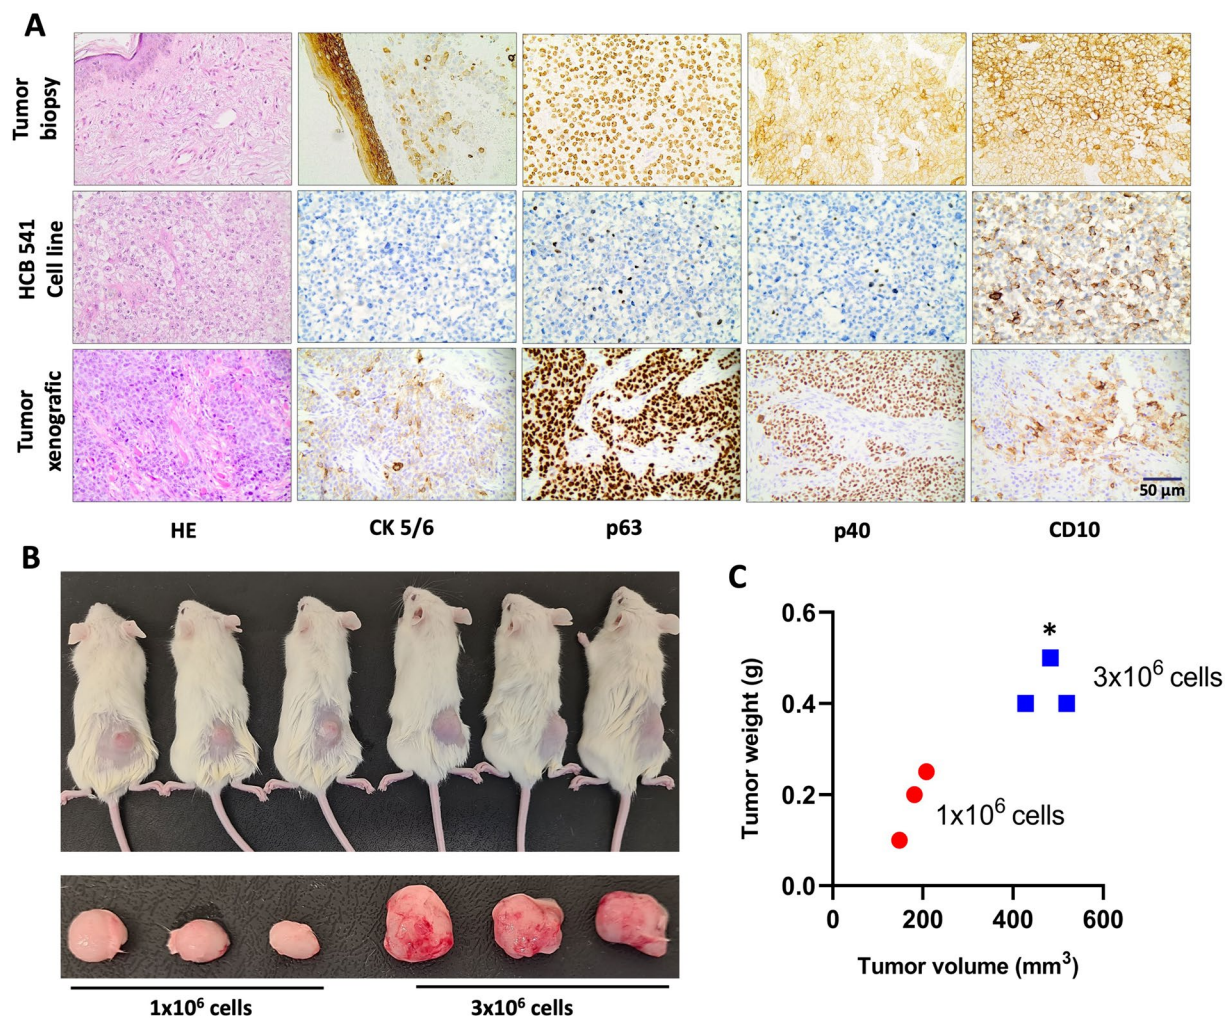 A
Tumor
biopsy
HCB 541
Cell line
Tumor
xenografic
50 µm
HE
CK 5/6
p63
p40
CD10
B
1x10⁶ cells
3x10⁶ cells
C
0.6
0.4
0.2
0.0
Tumor weight (g)
*
3x10⁶ cells
1x10⁶ cells
0
200
400
600
Tumor volume (mm³)